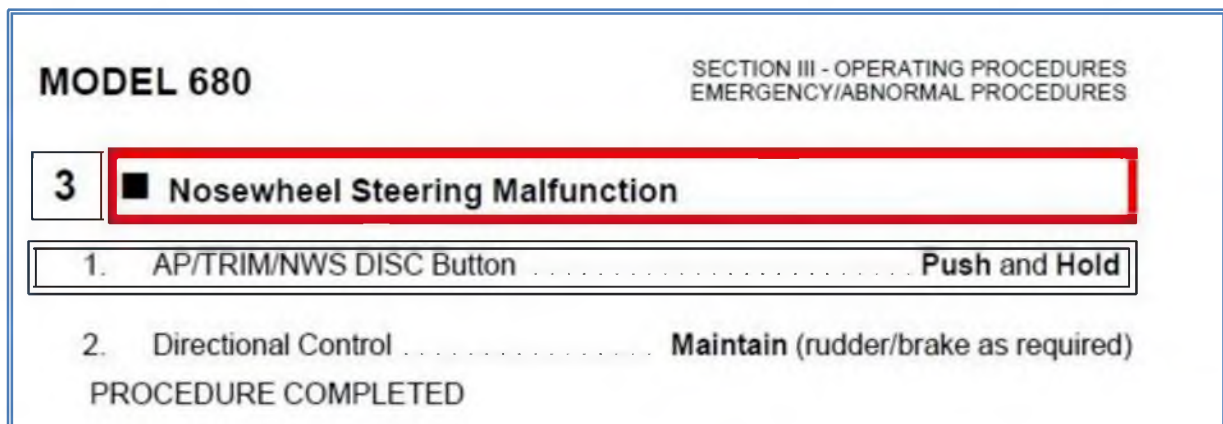 MODEL 680
SECTION III - OPERATING PROCEDURES
EMERGENCY/ABNORMAL PROCEDURES
3 ■ Nosewheel Steering Malfunction
1. AP/TRIM/NWS DISC Button . . . . . . . . . . . . . . . . . . . . . . . . Push and Hold
2. Directional Control . . . . . . . . . . . . . . . . Maintain (rudder/brake as required)
PROCEDURE COMPLETED